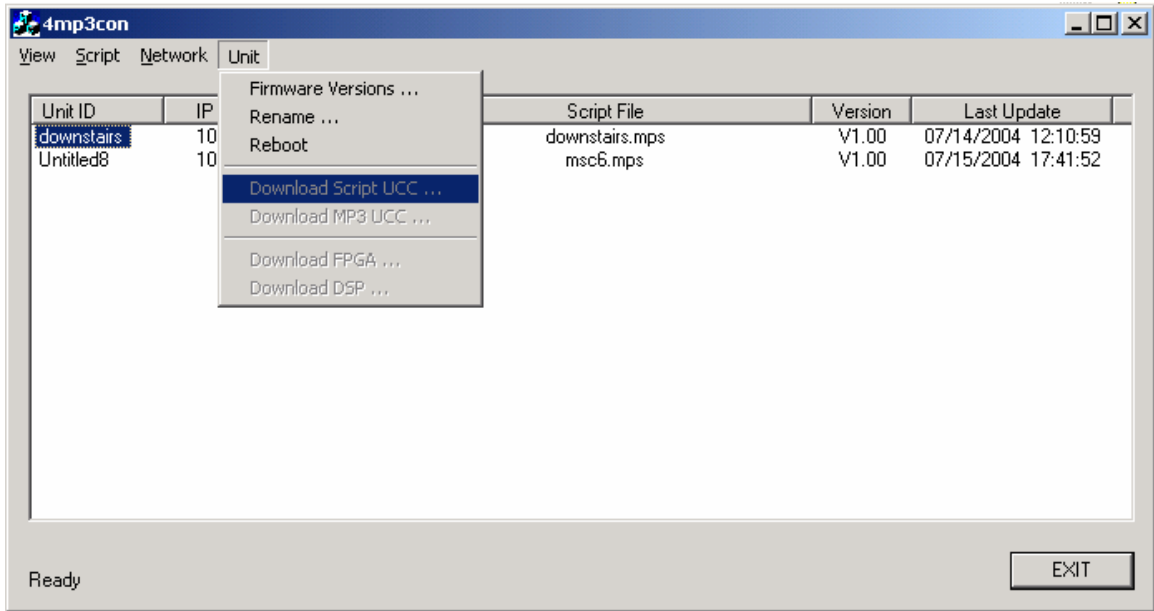 4mp3con
View Script Network Unit
Firmware Versions ...
Rename ...
Reboot
Download Script UCC ...
Download MP3 UCC ...
Download FPGA ...
Download DSP ...
Unit ID IP Script File Version Last Update
downstairs 10 downstairs.mps V1.00 07/14/2004 12:10:59
Untitled8 10 msc6.mps V1.00 07/15/2004 17:41:52
Ready
EXIT